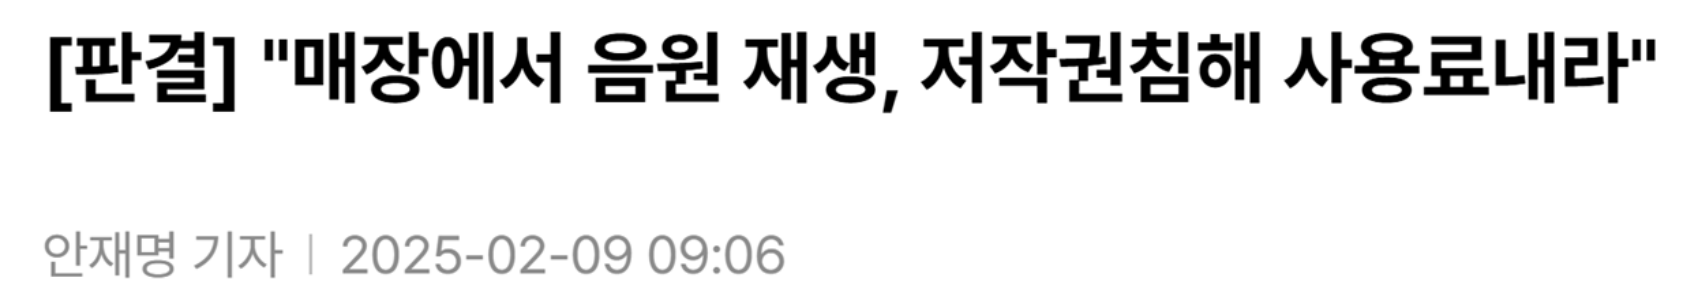 [판결] "매장에서 음원 재생, 저작권침해 사용료내라"
안재명 기자 | 2025-02-09 09:06